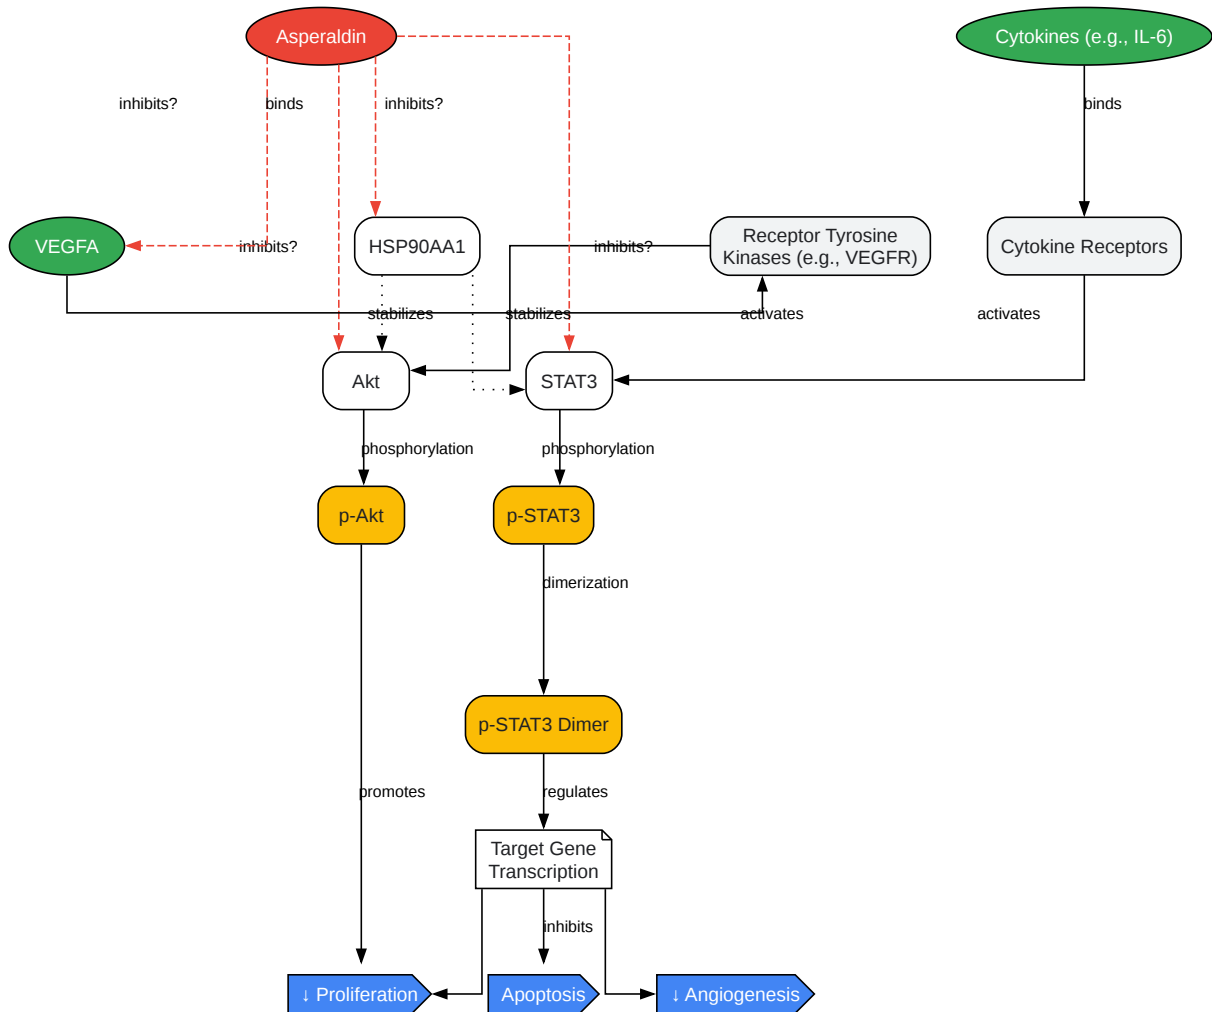 Asperaldin
Cytokines (e.g., IL-6)
inhibits?
binds
inhibits?
binds
VEGFA
inhibits?
HSP90AA1
inhibits?
Receptor Tyrosine
Kinases (e.g., VEGFR)
Cytokine Receptors
stabilizes
stabilizes
activates
activates
Akt
STAT3
phosphorylation
phosphorylation
p-Akt
p-STAT3
dimerization
p-STAT3 Dimer
promotes
regulates
Target Gene
Transcription
inhibits
↓ Proliferation
Apoptosis
↓ Angiogenesis